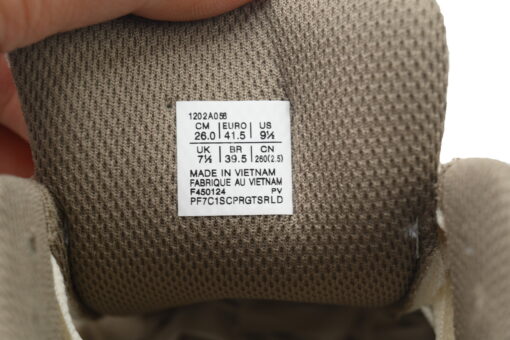 1202A056
CM EURO US
26.0 41.5 9½
UK BR CN
7½ 39.5 260(2.5)
MADE IN VIETNAM
FABRIQUE AU VIETNAM
F450124 PV
PF7C1SCPRGTSRLD